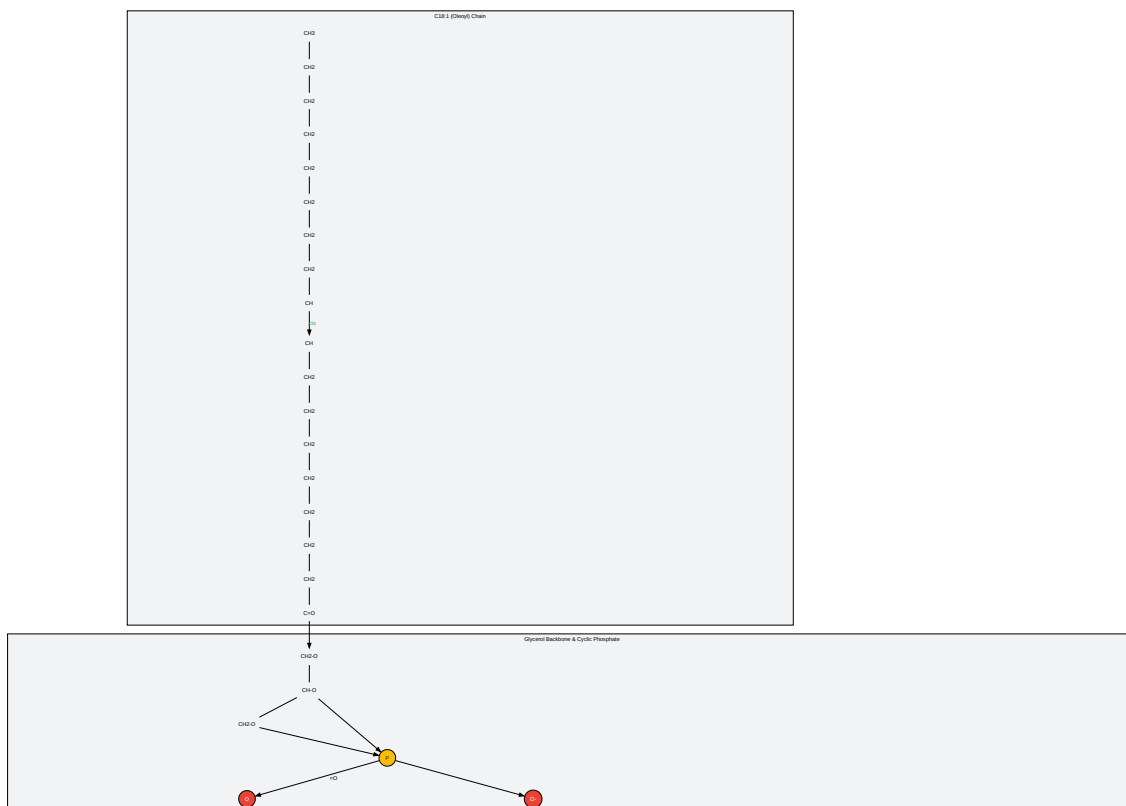 C18:1 (Oleoyl) Chain
CH3
CH2
CH2
CH2
CH2
CH2
CH2
CH2
CH
cis
CH
CH2
CH2
CH2
CH2
CH2
CH2
CH2
C=O
Glycerol Backbone & Cyclic Phosphate
CH2-O
CH-O
CH2-O
P
=O
O
O-